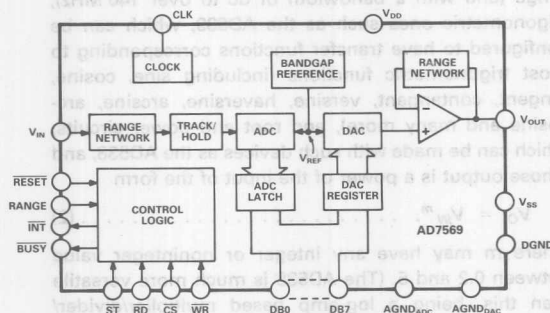 CLK
VDD
CLOCK
BANDGAP REFERENCE
RANGE NETWORK
VIN
RANGE NETWORK
TRACK/ HOLD
ADC
DAC
+
−
VOUT
VREF
RESET
RANGE
INT
BUSY
CONTROL LOGIC
ADC LATCH
DAC REGISTER
AD7569
VSS
DGND
ST
RD
CS
WR
DB0
DB7
AGNDADC
AGNDDAC